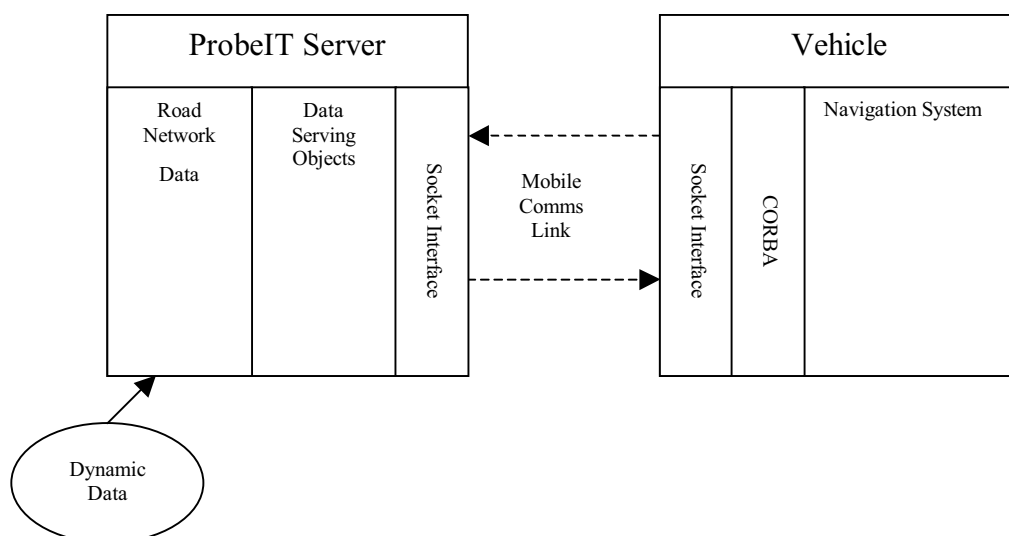 ProbeIT Server
Road
Network
Data
Data
Serving
Objects
Socket Interface
Mobile
Comms
Link
Vehicle
Socket Interface
CORBA
Navigation System
Dynamic
Data